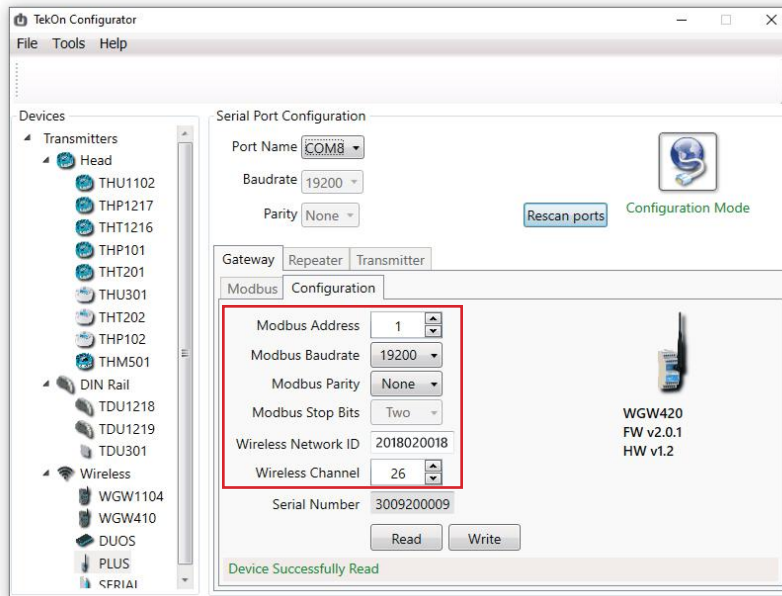 TekOn Configurator
File Tools Help
Devices
Transmitters
Head
THU1102
THP1217
THT1216
THP101
THT201
THU301
THT202
THP102
THM501
DIN Rail
TDU1218
TDU1219
TDU301
Wireless
WGW1104
WGW410
DUOS
PLUS
SERIAL
Serial Port Configuration
Port Name COM8
Baudrate 19200
Parity None
Rescan ports
Configuration Mode
Gateway Repeater Transmitter
Modbus Configuration
Modbus Address 1
Modbus Baudrate 19200
Modbus Parity None
Modbus Stop Bits Two
Wireless Network ID 2018020018
Wireless Channel 26
Serial Number 3009200009
Read Write
WGW420
FW v2.0.1
HW v1.2
Device Successfully Read